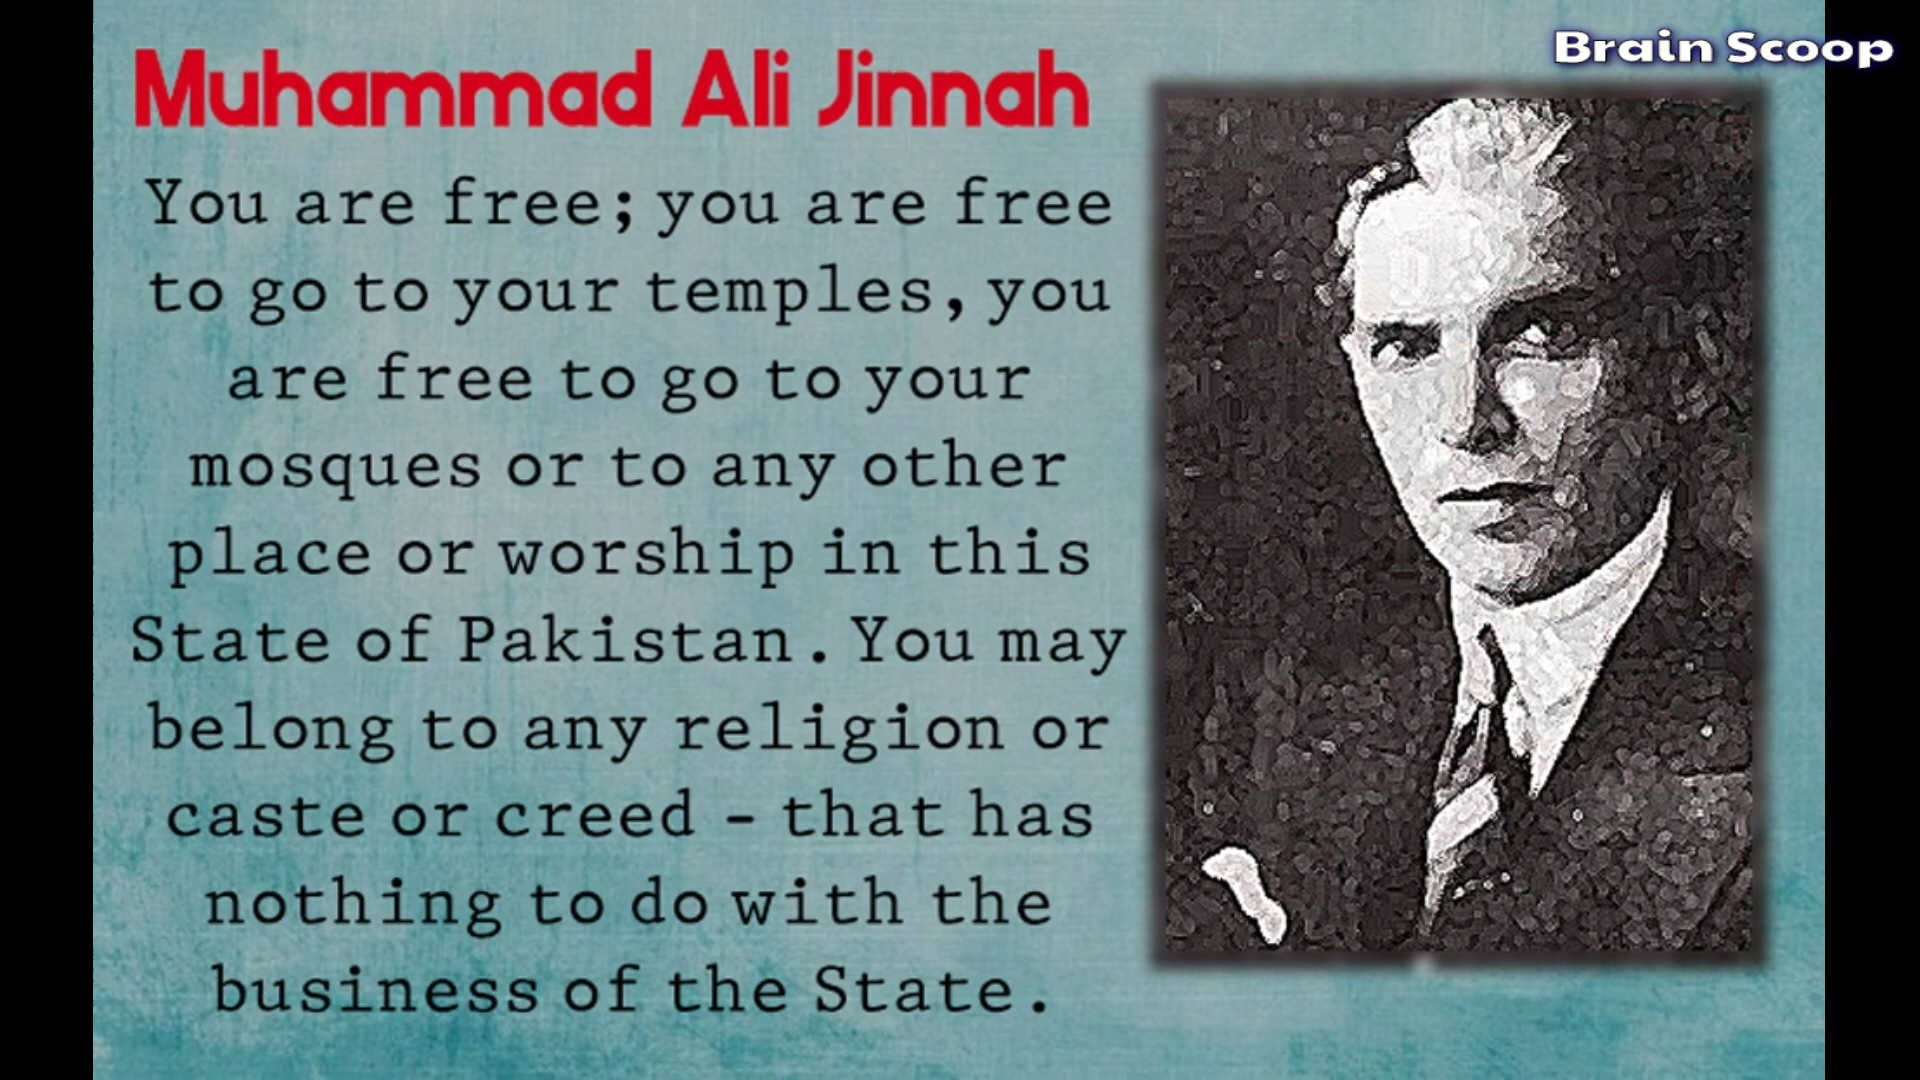 Brain Scoop
Muhammad Ali Jinnah
You are free; you are free
to go to your temples, you
are free to go to your
mosques or to any other
place or worship in this
State of Pakistan. You may
belong to any religion or
caste or creed - that has
nothing to do with the
business of the State.